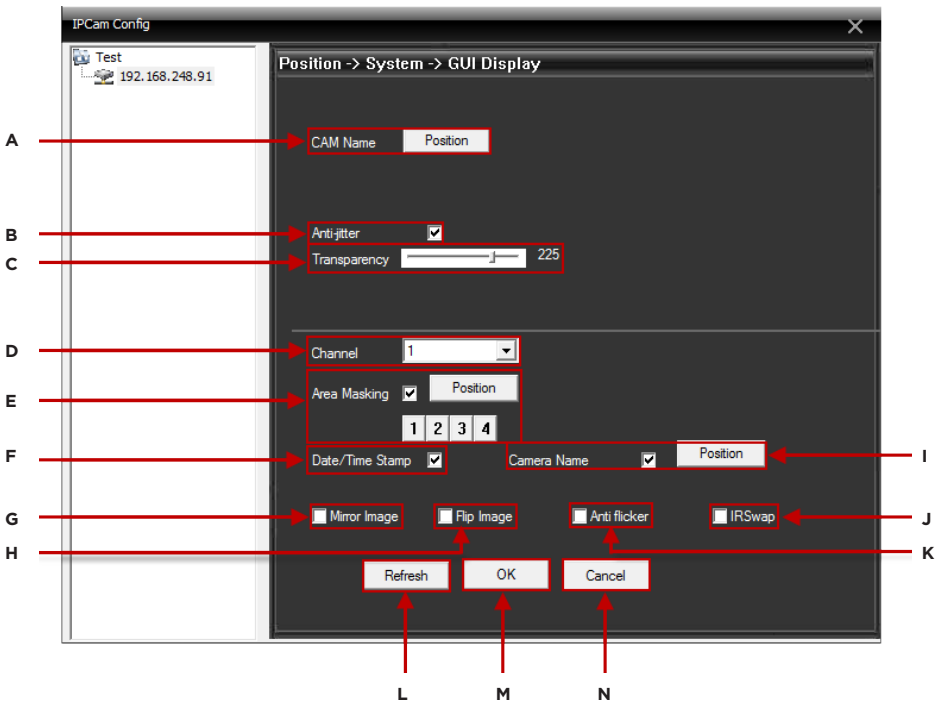 IPCam Config
Test
192.168.248.91
Position -> System -> GUI Display
A
CAM Name Position
B
Anti-jitter
C
Transparency 225
D
Channel 1
E
Area Masking Position
1 2 3 4
F
Date/Time Stamp Camera Name Position
I
G
Mirror Image Flip Image Anti flicker IRSwap
J
H
K
Refresh OK Cancel
L M N